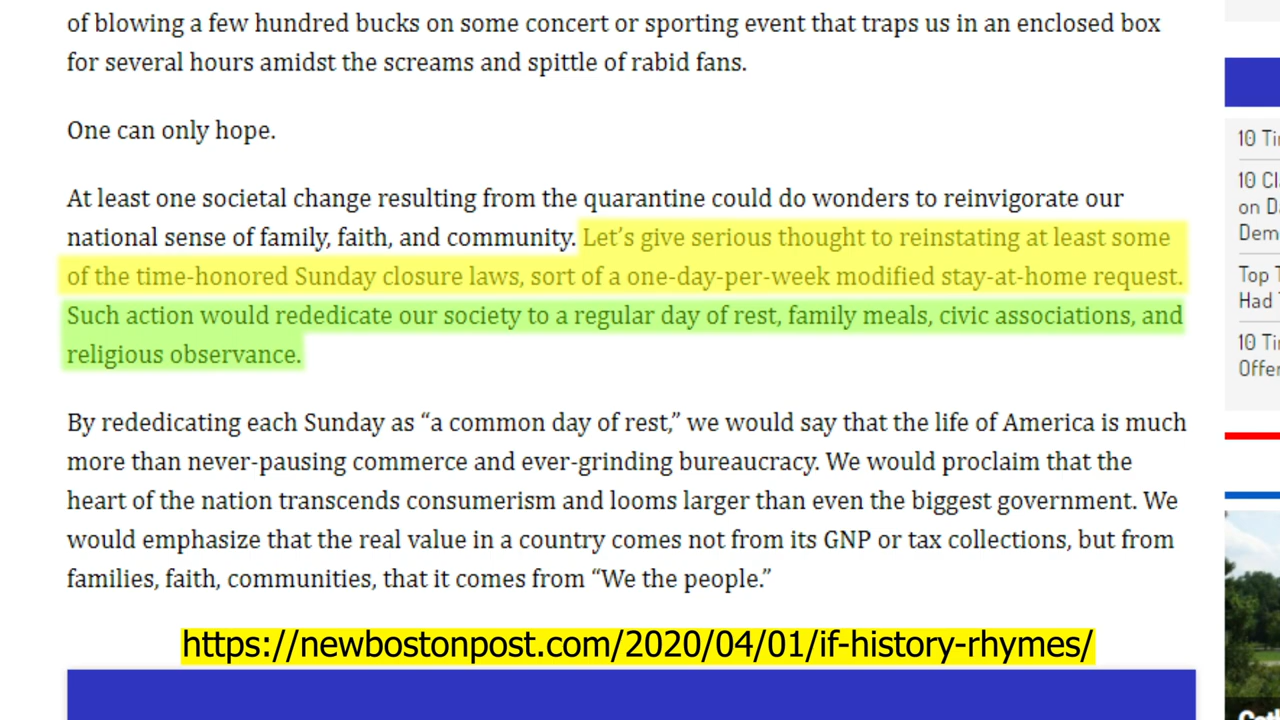 of blowing a few hundred bucks on some concert or sporting event that traps us in an enclosed box
for several hours amidst the screams and spittle of rabid fans.
One can only hope.
At least one societal change resulting from the quarantine could do wonders to reinvigorate our
national sense of family, faith, and community. Let’s give serious thought to reinstating at least some
of the time-honored Sunday closure laws, sort of a one-day-per-week modified stay-at-home request.
Such action would rededicate our society to a regular day of rest, family meals, civic associations, and
religious observance.
By rededicating each Sunday as “a common day of rest,” we would say that the life of America is much
more than never-pausing commerce and ever-grinding bureaucracy. We would proclaim that the
heart of the nation transcends consumerism and looms larger than even the biggest government. We
would emphasize that the real value in a country comes not from its GNP or tax collections, but from
families, faith, communities, that it comes from “We the people.”
https://newbostonpost.com/2020/04/01/if-history-rhymes/
10 Ti
10 Cl
on D
Dem
Top T
Had
10 Ti
Offer